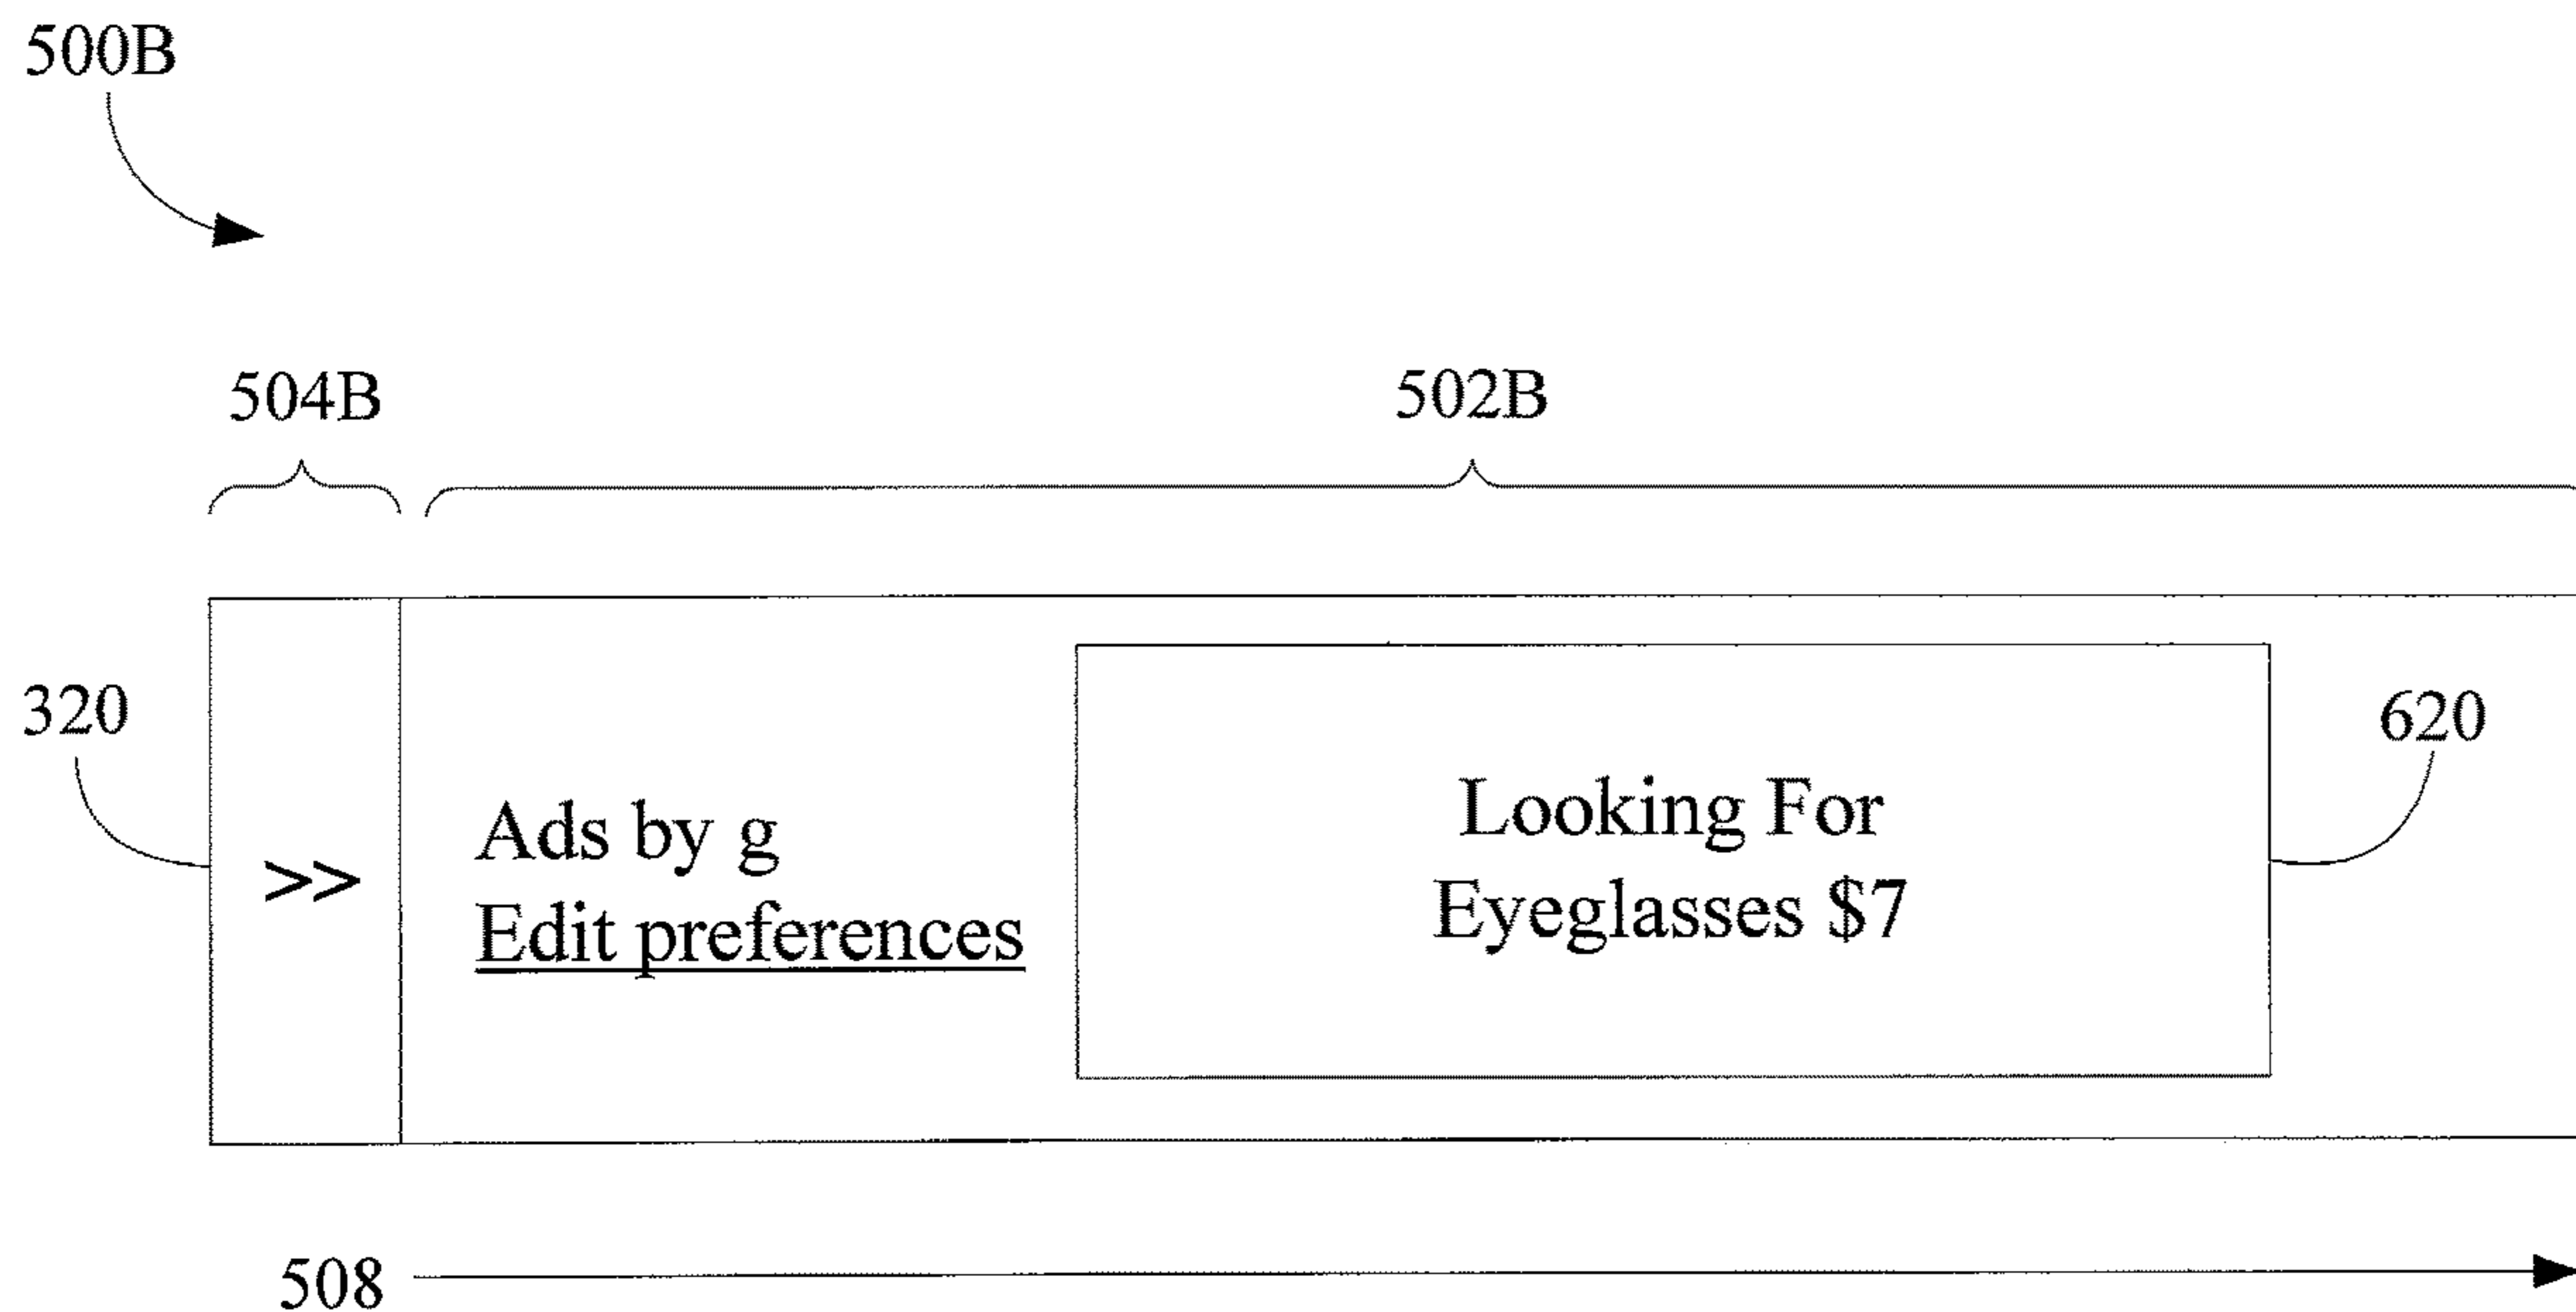 500B
504B
502B
320
620
>>
Ads by g
Edit preferences
Looking For
Eyeglasses $7
508